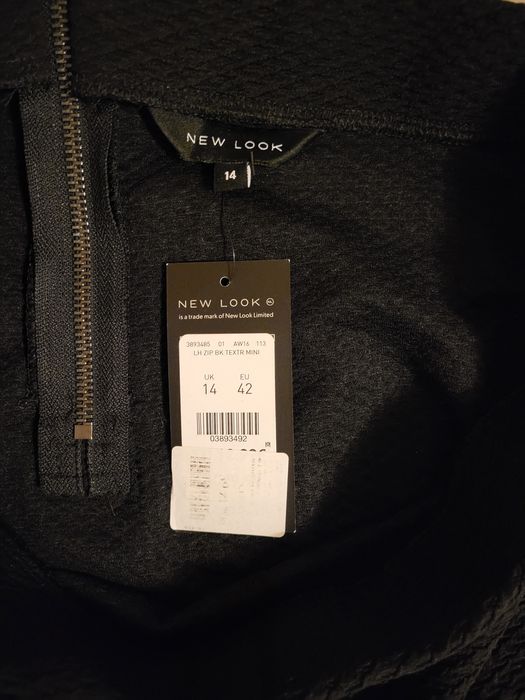 NEW LOOK
14
NEW LOOK
is a trade mark of New Look Limited
3893485 01 AW16 113
LH ZIP BK TEXTR MINI
UK EU
14 42
03893492